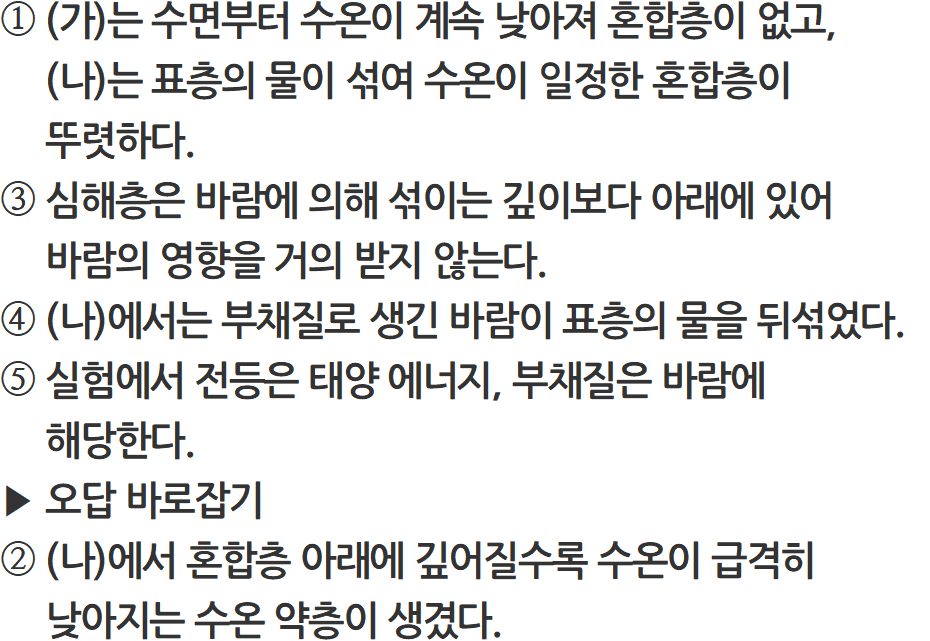 ① (가)는 수면부터 수온이 계속 낮아져 혼합층이 없고,
(나)는 표층의 물이 섞여 수온이 일정한 혼합층이
뚜렷하다.
③ 심해층은 바람에 의해 섞이는 깊이보다 아래에 있어
바람의 영향을 거의 받지 않는다.
④ (나)에서는 부채질로 생긴 바람이 표층의 물을 뒤섞었다.
⑤ 실험에서 전등은 태양 에너지, 부채질은 바람에
해당한다.
▶ 오답 바로잡기
② (나)에서 혼합층 아래에 깊어질수록 수온이 급격히
낮아지는 수온 약층이 생겼다.